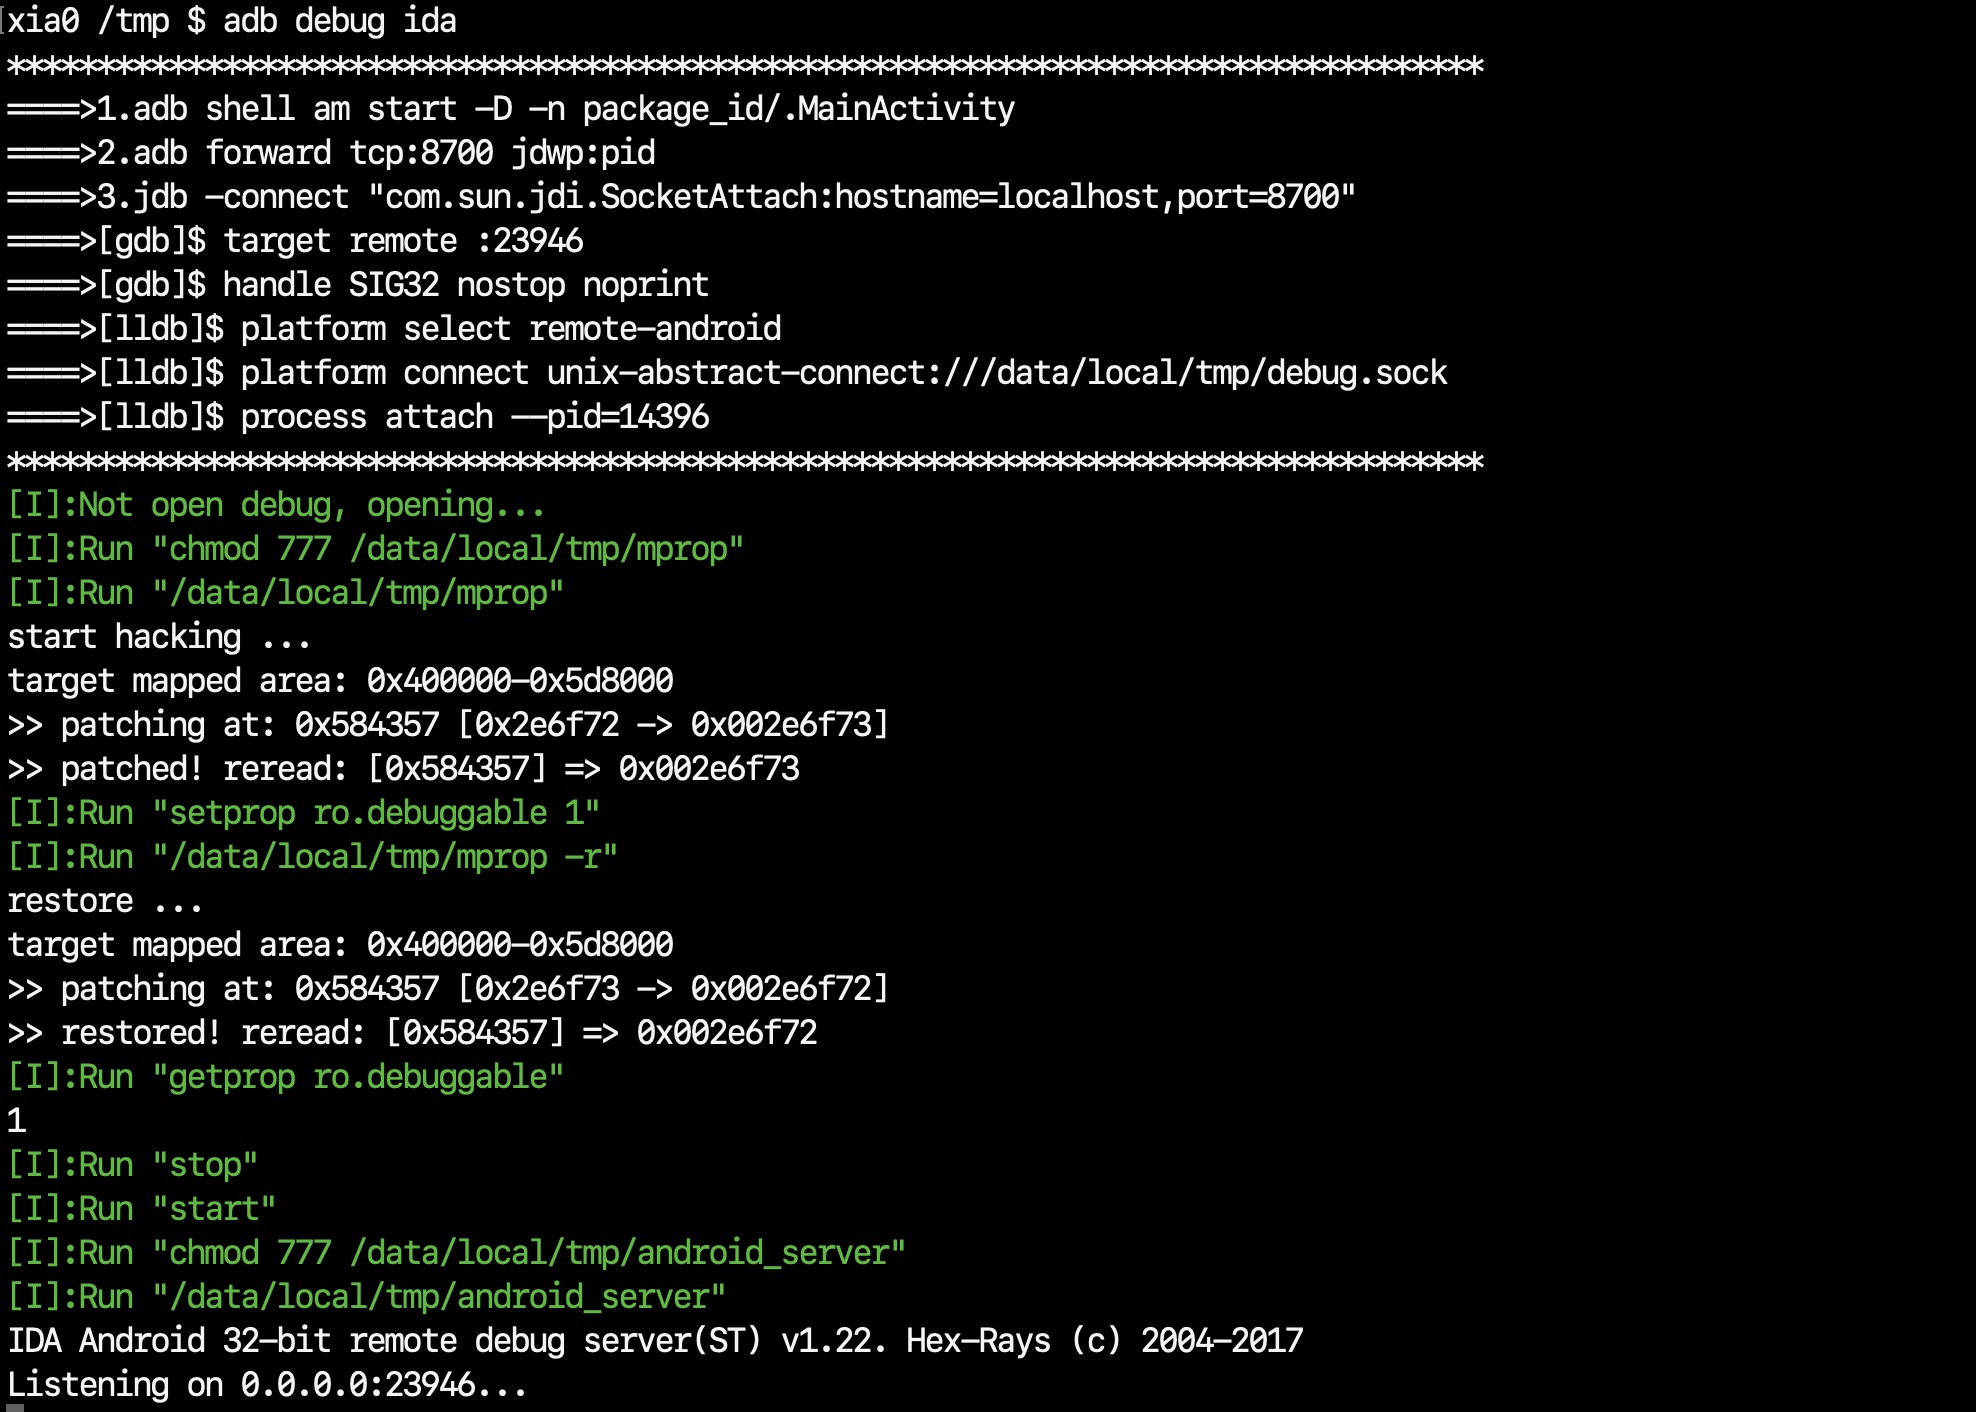 xia0 /tmp $ adb debug ida
**********************************************************************************
====>1.adb shell am start -D -n package_id/.MainActivity
====>2.adb forward tcp:8700 jdwp:pid
====>3.jdb -connect "com.sun.jdi.SocketAttach:hostname=localhost,port=8700"
====>[gdb]$ target remote :23946
====>[gdb]$ handle SIG32 nostop noprint
====>[lldb]$ platform select remote-android
====>[lldb]$ platform connect unix-abstract-connect:///data/local/tmp/debug.sock
====>[lldb]$ process attach --pid=14396
**********************************************************************************
[I]:Not open debug, opening...
[I]:Run "chmod 777 /data/local/tmp/mprop"
[I]:Run "/data/local/tmp/mprop"
start hacking ...
target mapped area: 0x400000-0x5d8000
>> patching at: 0x584357 [0x2e6f72 -> 0x002e6f73]
>> patched! reread: [0x584357] => 0x002e6f73
[I]:Run "setprop ro.debuggable 1"
[I]:Run "/data/local/tmp/mprop -r"
restore ...
target mapped area: 0x400000-0x5d8000
>> patching at: 0x584357 [0x2e6f73 -> 0x002e6f72]
>> restored! reread: [0x584357] => 0x002e6f72
[I]:Run "getprop ro.debuggable"
1
[I]:Run "stop"
[I]:Run "start"
[I]:Run "chmod 777 /data/local/tmp/android_server"
[I]:Run "/data/local/tmp/android_server"
IDA Android 32-bit remote debug server(ST) v1.22. Hex-Rays (c) 2004-2017
Listening on 0.0.0.0:23946...